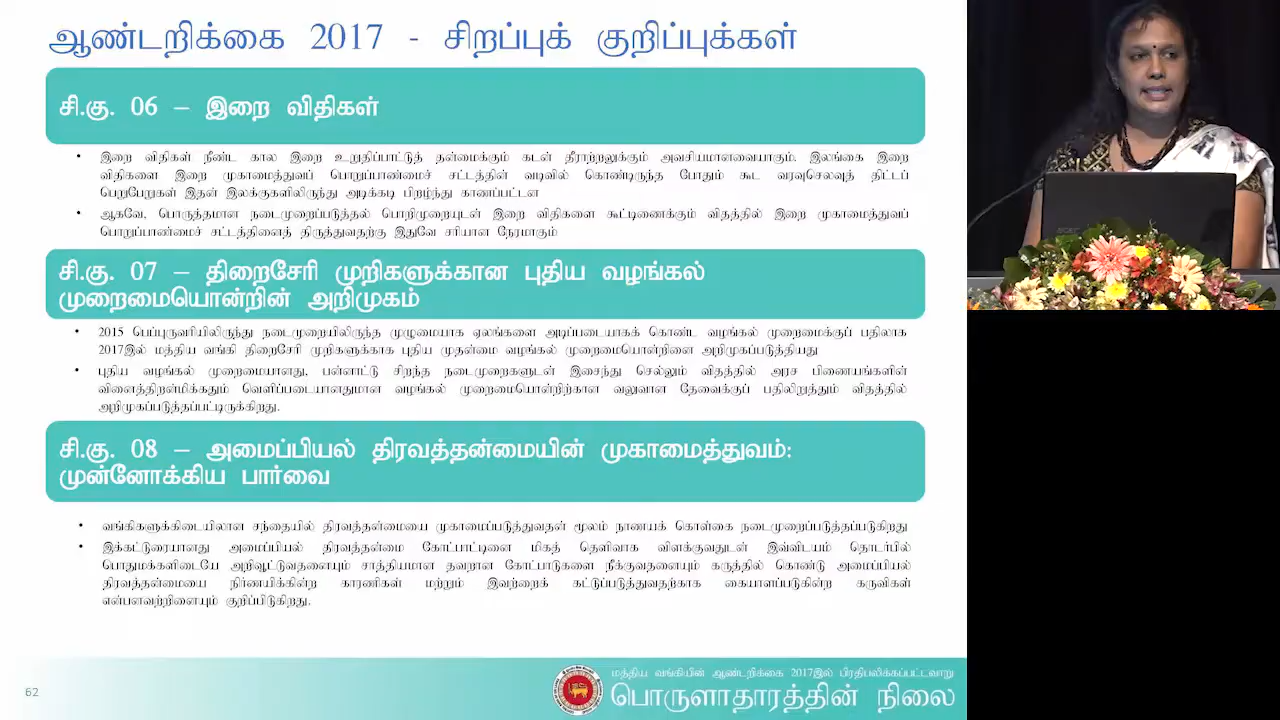 ஆண்டறிக்கை 2017 - சிறப்புக் குறிப்புக்கள்
சி.கு. 06 – இறை விதிகள்
• இறை விதிகள் நீண்ட கால இறை உறுதிப்பாட்டுத் தன்மைக்கும் கடன் தீராற்றலுக்கும் அவசியமானவையாகும். இலங்கை இறை
விதிகளை இறை முகாமைத்துவப் பொறுப்பாண்மைச் சட்டத்தின் வடிவில் கொண்டிருந்த போதும் கூட வரவுசெலவுத் திட்டப்
பெறுபேறுகள் இதன் இலக்குகளிலிருந்து அடிக்கடி பிறழ்ந்து காணப்பட்டன
• ஆகவே, பொருத்தமான நடைமுறைப்படுத்தல் பொறிமுறையுடன் இறை விதிகளை கூட்டிணைக்கும் விதத்தில் இறை முகாமைத்துவப்
பொறுப்பாண்மைச் சட்டத்தினைத் திருத்துவதற்கு இதுவே சரியான நேரமாகும்
சி.கு. 07 – திறைசேரி முறிகளுக்கான புதிய வழங்கல்
முறைமையொன்றின் அறிமுகம்
• 2015 பெப்புருவரியிலிருந்து நடைமுறையிலிருந்த முழுமையாக ஏலங்களை அடிப்படையாகக் கொண்ட வழங்கல் முறைமைக்குப் பதிலாக
2017இல் மத்திய வங்கி திறைசேரி முறிகளுக்காக புதிய முதன்மை வழங்கல் முறைமையொன்றினை அறிமுகப்படுத்தியது
• புதிய வழங்கல் முறைமையானது, பன்னாட்டு சிறந்த நடைமுறைகளுடன் இசைந்து செல்லும் விதத்தில் அரச பிணையங்களின்
வினைத்திறன்மிக்கதும் வெளிப்படையானதுமான வழங்கல் முறைமையொன்றிற்கான வலுவான தேவைக்குப் பதிலிறுத்தும் விதத்தில்
அறிமுகப்படுத்தப்பட்டிருக்கிறது.
சி.கு. 08 – அமைப்பியல் திரவத்தன்மையின் முகாமைத்துவம்:
முன்னோக்கிய பார்வை
• வங்கிகளுக்கிடையிலான சந்தையில் திரவத்தன்மையை முகாமைப்படுத்துவதன் மூலம் நாணயக் கொள்கை நடைமுறைப்படுத்தப்படுகிறது
• இக்கட்டுரையானது அமைப்பியல் திரவத்தன்மை கோட்பாட்டினை மிகத் தெளிவாக விளக்குவதுடன் இவ்விடயம் தொடர்பில்
பொதுமக்களிடையே அறிவூட்டுவதனையும் சாத்தியமான தவறான கோட்பாடுகளை நீக்குவதனையும் கருத்தில் கொண்டு அமைப்பியல்
திரவத்தன்மையை நிர்ணயிக்கின்ற காரணிகள் மற்றும் இவற்றைக் கட்டுப்படுத்துவதற்காக கையாளப்படுகின்ற கருவிகள்
என்பனவற்றினையும் குறிப்பிடுகிறது.
62
மத்திய வங்கியின் ஆண்டறிக்கை 2017இல் பிரதிபலிக்கப்பட்டவாறு
பொருளாதாரத்தின் நிலை